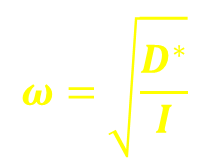 ω = √(D*/I)